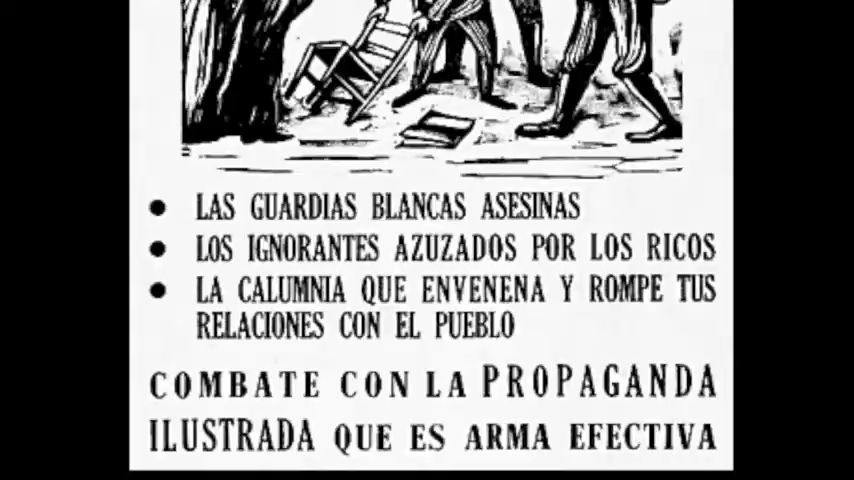 ● LAS GUARDIAS BLANCAS ASESINAS
● LOS IGNORANTES AZUZADOS POR LOS RICOS
● LA CALUMNIA QUE ENVENENA Y ROMPE TUS
RELACIONES CON EL PUEBLO
COMBATE CON LA PROPAGANDA
ILUSTRADA QUE ES ARMA EFECTIVA